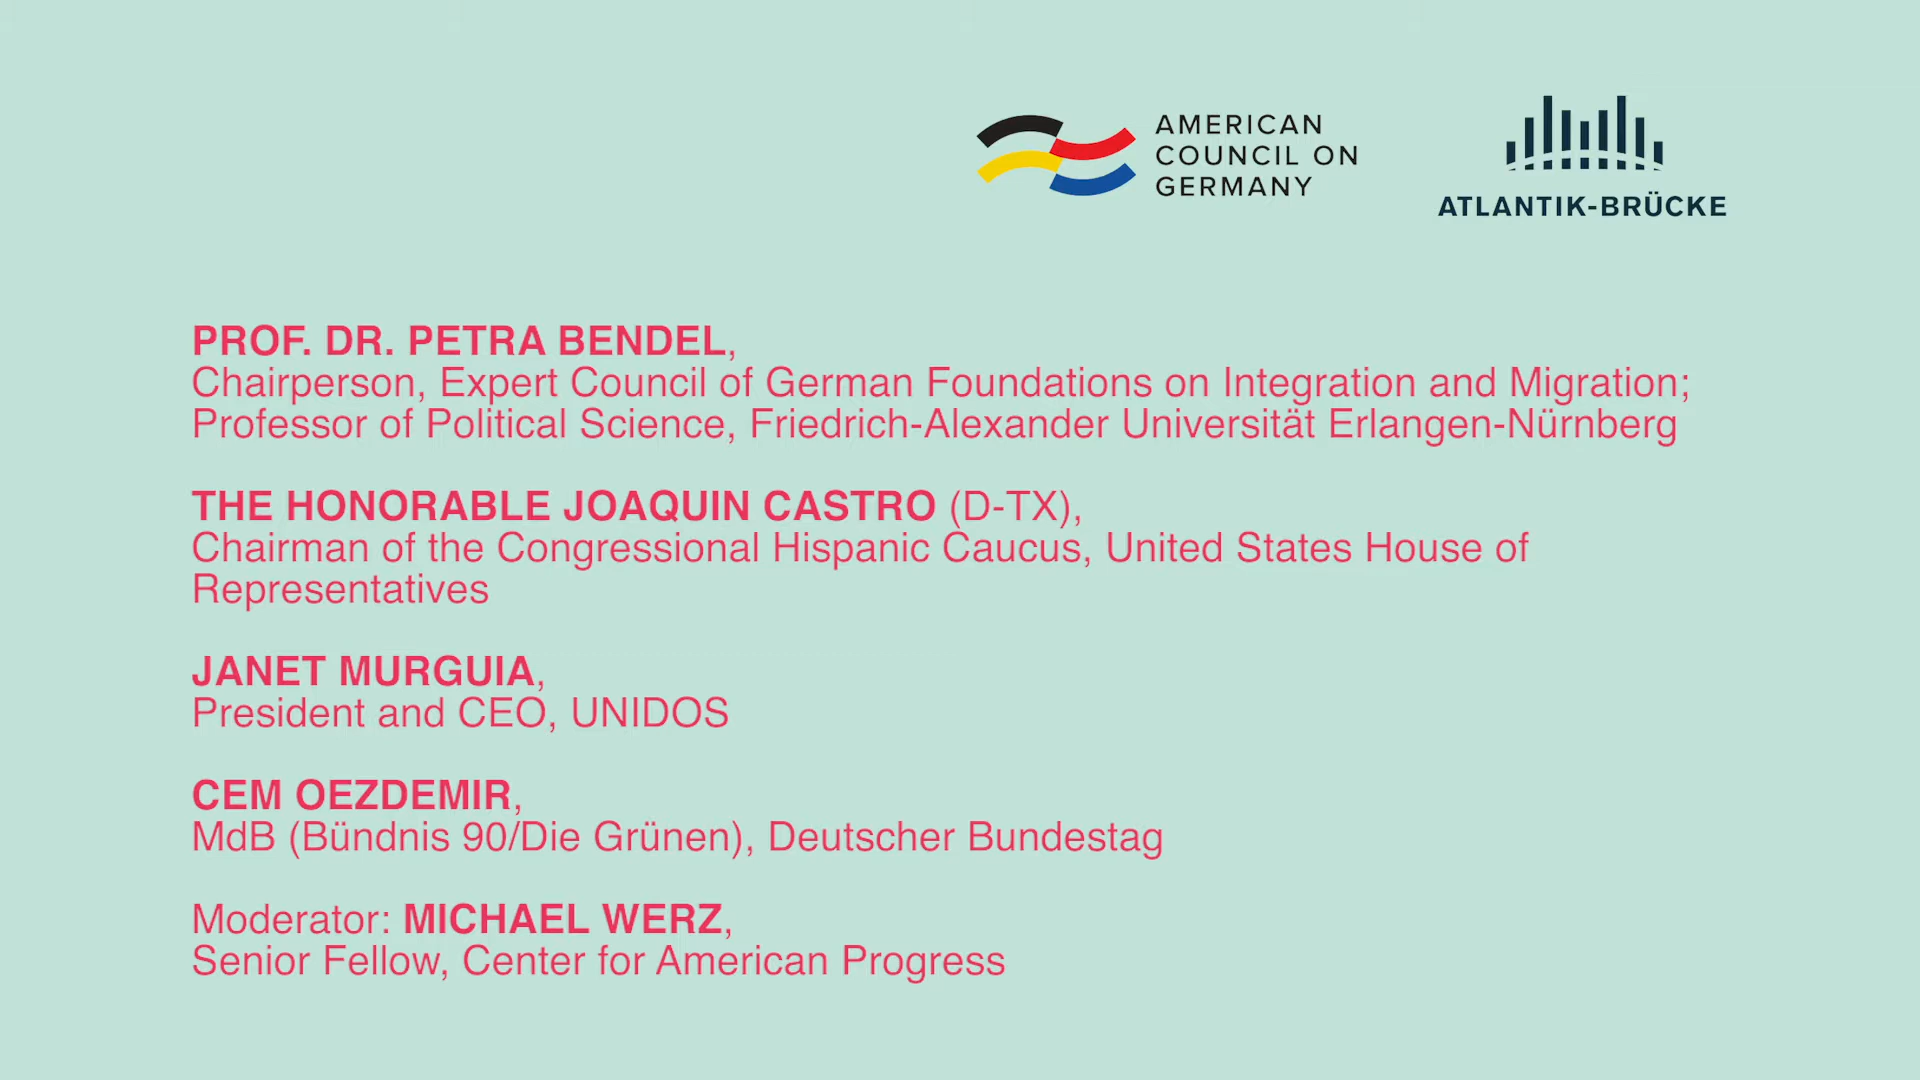 AMERICAN
COUNCIL ON
GERMANY
ATLANTIK-BRÜCKE
PROF. DR. PETRA BENDEL,
Chairperson, Expert Council of German Foundations on Integration and Migration;
Professor of Political Science, Friedrich-Alexander Universität Erlangen-Nürnberg
THE HONORABLE JOAQUIN CASTRO (D-TX),
Chairman of the Congressional Hispanic Caucus, United States House of
Representatives
JANET MURGUIA,
President and CEO, UNIDOS
CEM OEZDEMIR,
MdB (Bündnis 90/Die Grünen), Deutscher Bundestag
Moderator: MICHAEL WERZ,
Senior Fellow, Center for American Progress